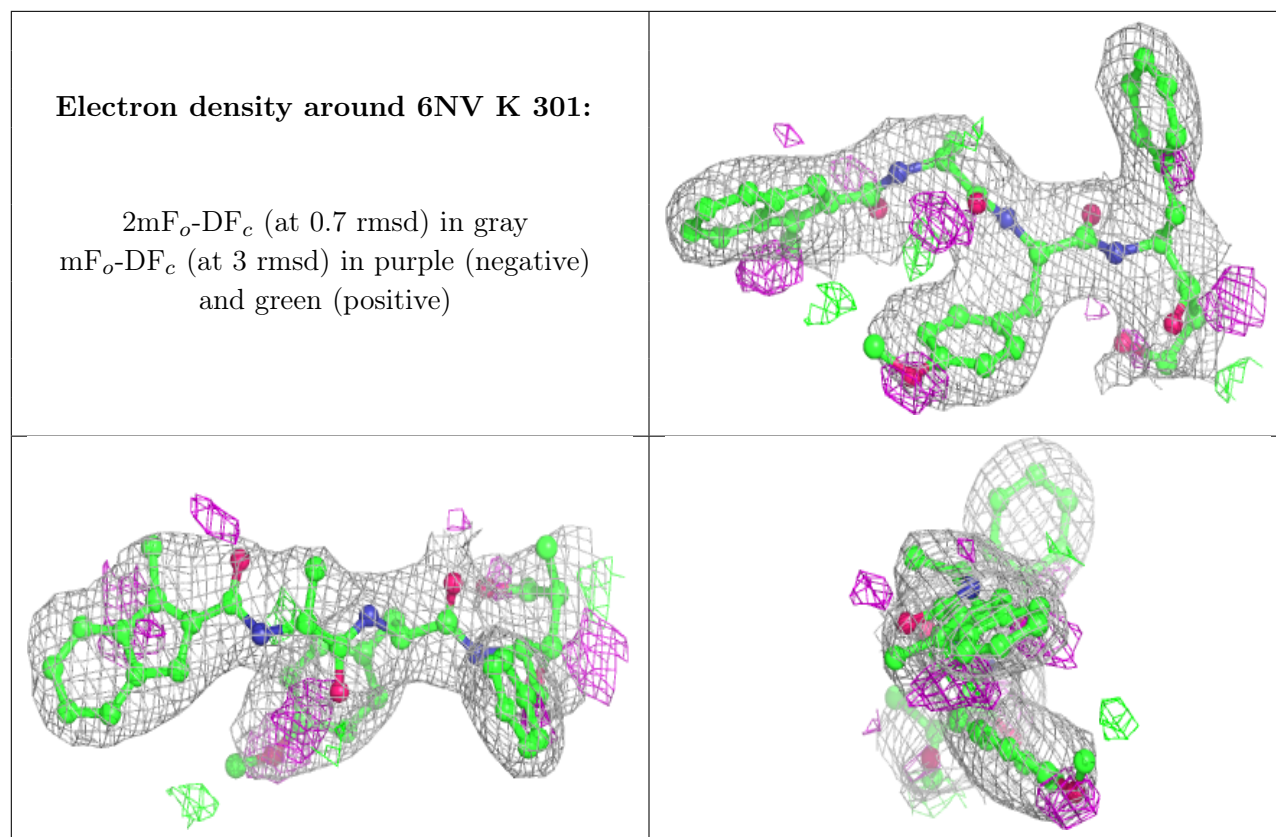 Electron density around 6NV K 301:
2mFₒ-DF𝒸 (at 0.7 rmsd) in gray
mFₒ-DF𝒸 (at 3 rmsd) in purple (negative)
and green (positive)